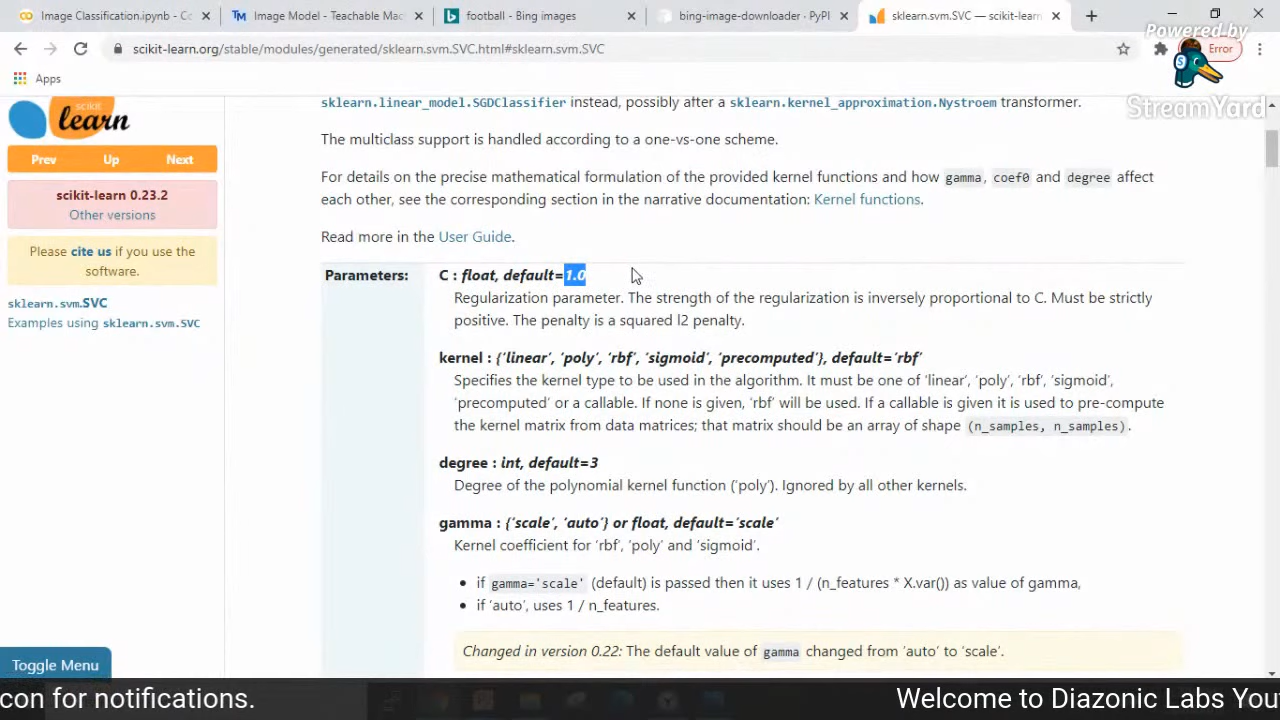 Image Classification.ipynb - Co
Image Model - Teachable Mac
football - Bing images
bing-image-downloader · PyPI
sklearn.svm.SVC — scikit-learn
Powered by
scikit-learn.org/stable/modules/generated/sklearn.svm.SVC.html#sklearn.svm.SVC
Error
Apps
StreamYard
scikit
learn
Prev Up Next
scikit-learn 0.23.2
Other versions
Please cite us if you use the
software.
sklearn.svm.SVC
Examples using sklearn.svm.SVC
Toggle Menu
sklearn.linear_model.SGDClassifier instead, possibly after a sklearn.kernel_approximation.Nystroem transformer.
The multiclass support is handled according to a one-vs-one scheme.
For details on the precise mathematical formulation of the provided kernel functions and how gamma, coef0 and degree affect
each other, see the corresponding section in the narrative documentation: Kernel functions.
Read more in the User Guide.
Parameters:
C : float, default=1.0
Regularization parameter. The strength of the regularization is inversely proportional to C. Must be strictly
positive. The penalty is a squared l2 penalty.
kernel : {‘linear’, ‘poly’, ‘rbf’, ‘sigmoid’, ‘precomputed’}, default=’rbf’
Specifies the kernel type to be used in the algorithm. It must be one of ‘linear’, ‘poly’, ‘rbf’, ‘sigmoid’,
‘precomputed’ or a callable. If none is given, ‘rbf’ will be used. If a callable is given it is used to pre-compute
the kernel matrix from data matrices; that matrix should be an array of shape (n_samples, n_samples).
degree : int, default=3
Degree of the polynomial kernel function (‘poly’). Ignored by all other kernels.
gamma : {‘scale’, ‘auto’} or float, default=’scale’
Kernel coefficient for ‘rbf’, ‘poly’ and ‘sigmoid’.
• if gamma='scale' (default) is passed then it uses 1 / (n_features * X.var()) as value of gamma,
• if ‘auto’, uses 1 / n_features.
Changed in version 0.22: The default value of gamma changed from ‘auto’ to ‘scale’.
con for notifications.
Welcome to Diazonic Labs You